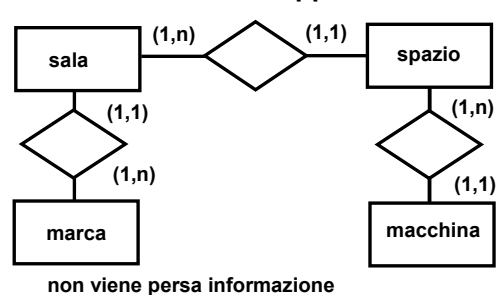 (1,n)
(1,1)
sala
spazio
(1,1)
(1,n)
(1,n)
(1,1)
marca
macchina
non viene persa informazione